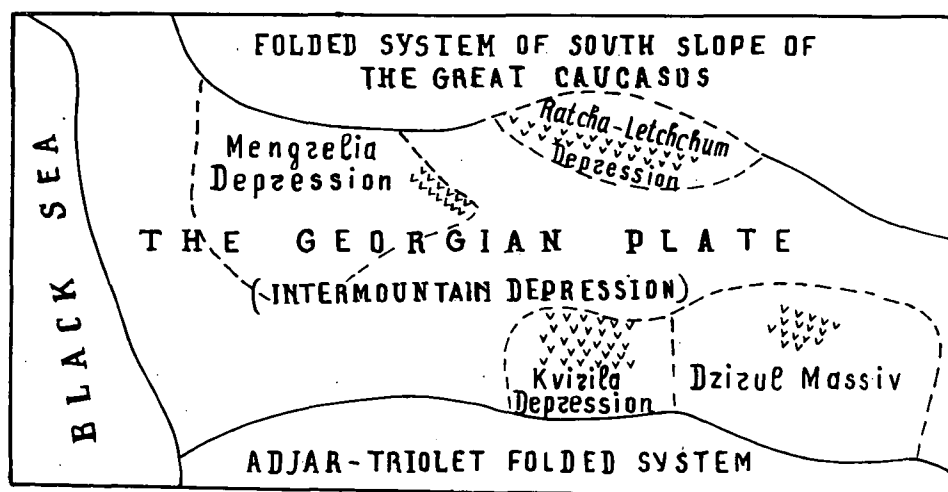 FOLDED SYSTEM OF SOUTH SLOPE OF
THE GREAT CAUCASUS
Ratcha-Letchchum
Depression
Mengrelia
Depression
BLACK SEA
THE GEORGIAN PLATE
(INTERMOUNTAIN DEPRESSION)
Kvirila
Depression
Dzirul Massiv
ADJAR-TRIOLET FOLDED SYSTEM